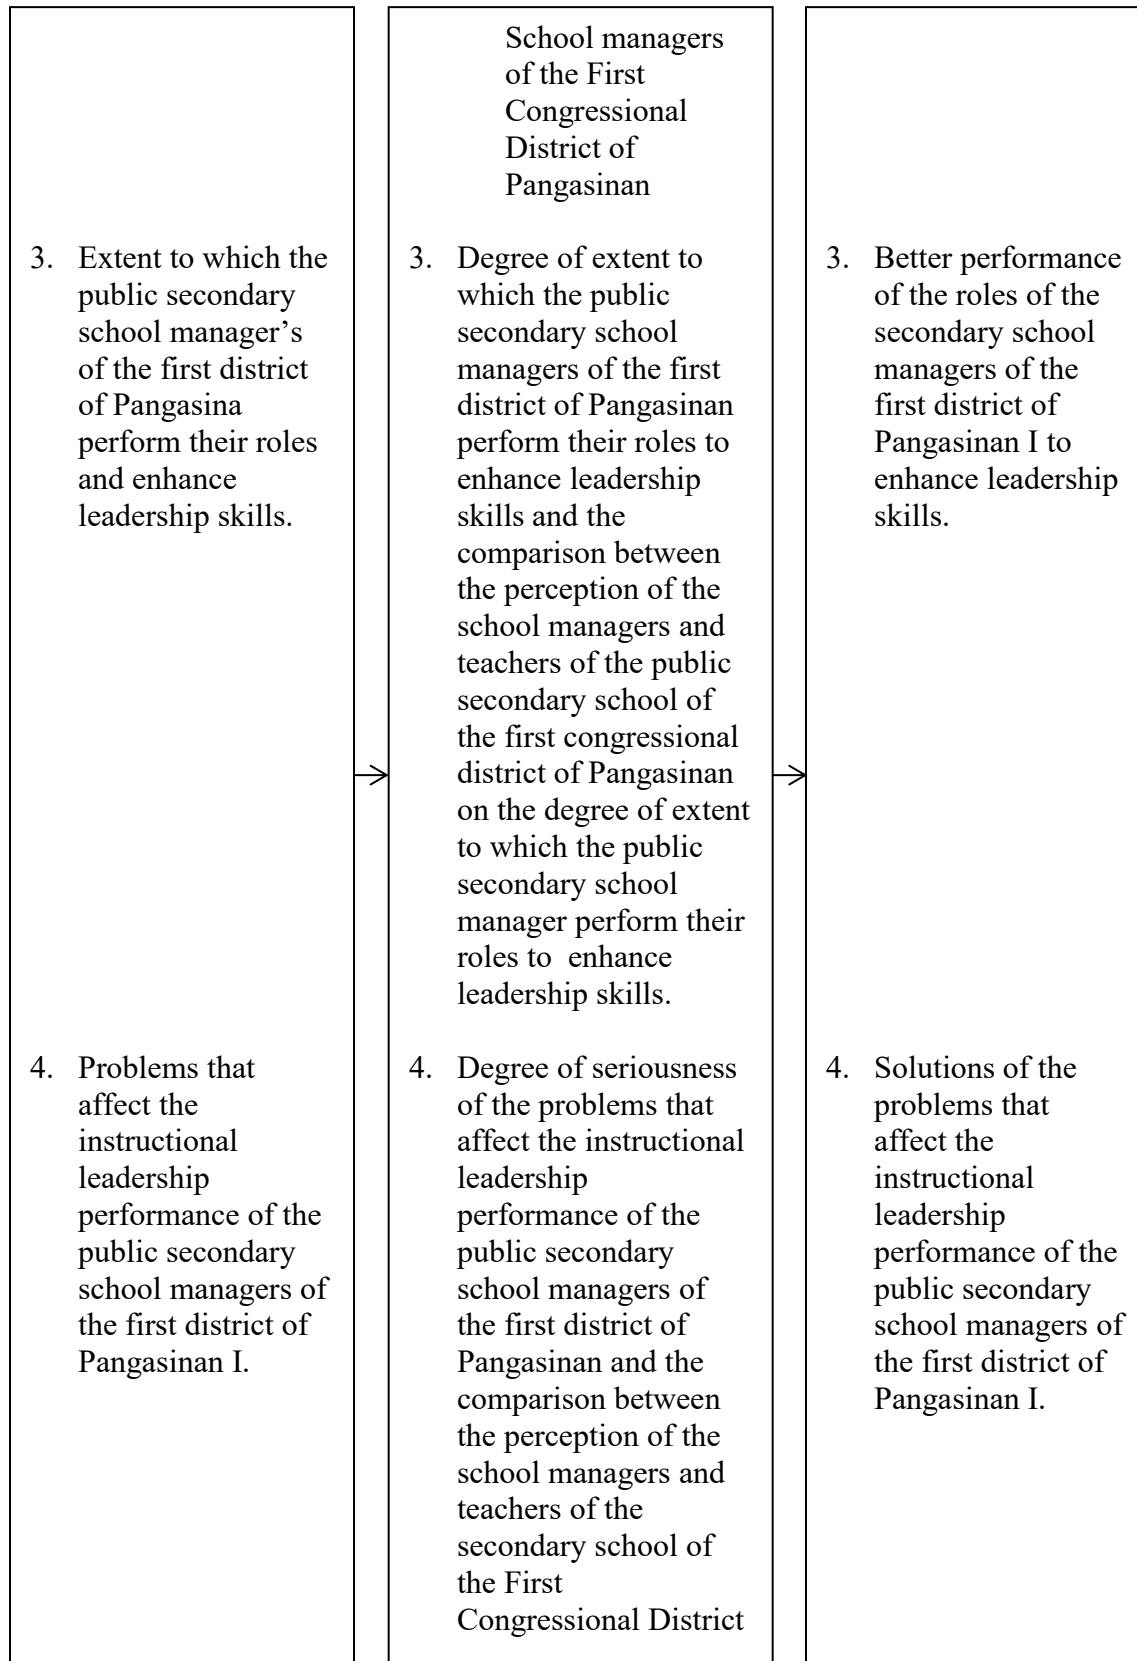 School managers
of the First
Congressional
District of
Pangasinan
3. Extent to which the
public secondary
school manager’s
of the first district
of Pangasina
perform their roles
and enhance
leadership skills.
4. Problems that
affect the
instructional
leadership
performance of the
public secondary
school managers of
the first district of
Pangasinan I.
3. Degree of extent to
which the public
secondary school
managers of the first
district of Pangasinan
perform their roles to
enhance leadership
skills and the
comparison between
the perception of the
school managers and
teachers of the public
secondary school of
the first congressional
district of Pangasinan
on the degree of extent
to which the public
secondary school
manager perform their
roles to  enhance
leadership skills.
4. Degree of seriousness
of the problems that
affect the instructional
leadership
performance of the
public secondary
school managers of
the first district of
Pangasinan and the
comparison between
the perception of the
school managers and
teachers of the
secondary school of
the First
Congressional District
3. Better performance
of the roles of the
secondary school
managers of the
first district of
Pangasinan I to
enhance leadership
skills.
4. Solutions of the
problems that
affect the
instructional
leadership
performance of the
public secondary
school managers of
the first district of
Pangasinan I.